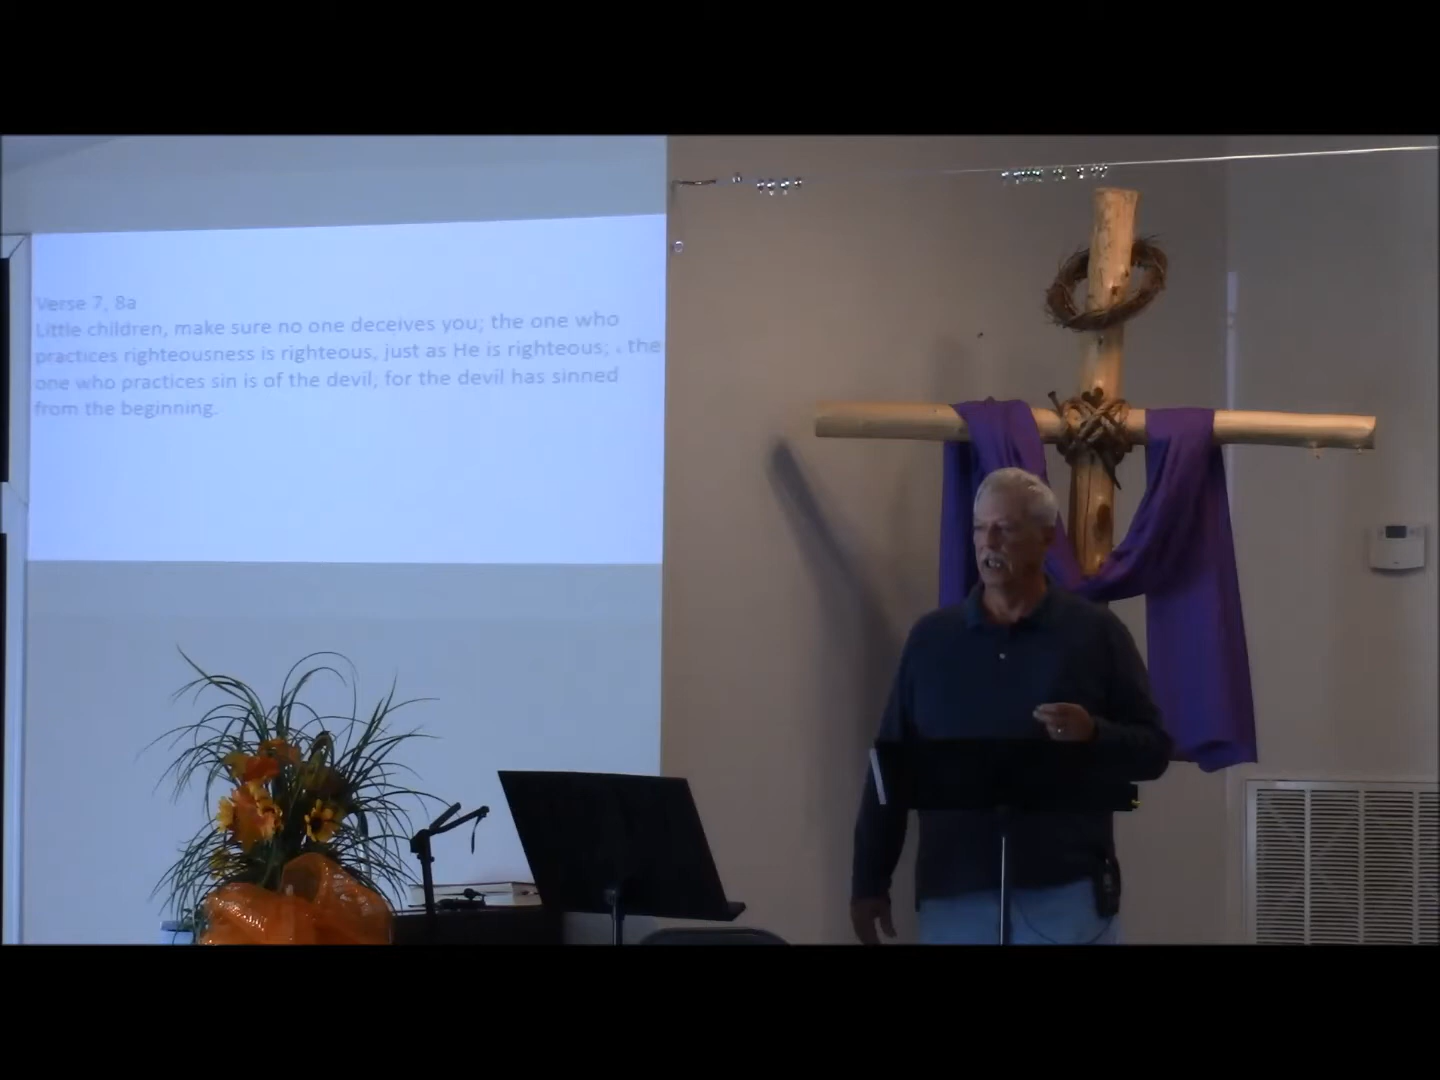 Verse 7, 8a
Little children, make sure no one deceives you; the one who
practices righteousness is righteous, just as He is righteous; the
one who practices sin is of the devil; for the devil has sinned
from the beginning.